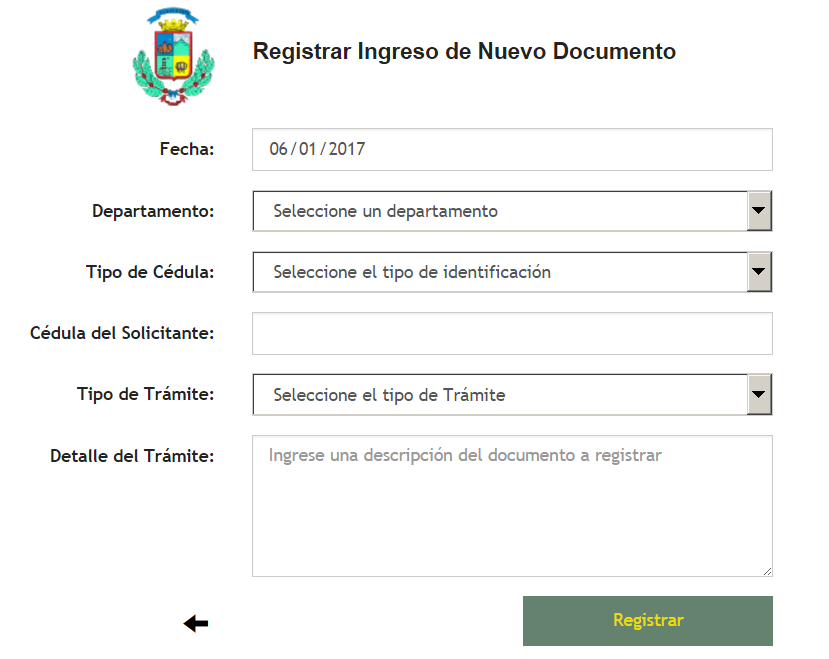 Registrar Ingreso de Nuevo Documento
Fecha: 06/01/2017
Departamento: Seleccione un departamento
Tipo de Cédula: Seleccione el tipo de identificación
Cédula del Solicitante:
Tipo de Trámite: Seleccione el tipo de Trámite
Detalle del Trámite: Ingrese una descripción del documento a registrar
Registrar